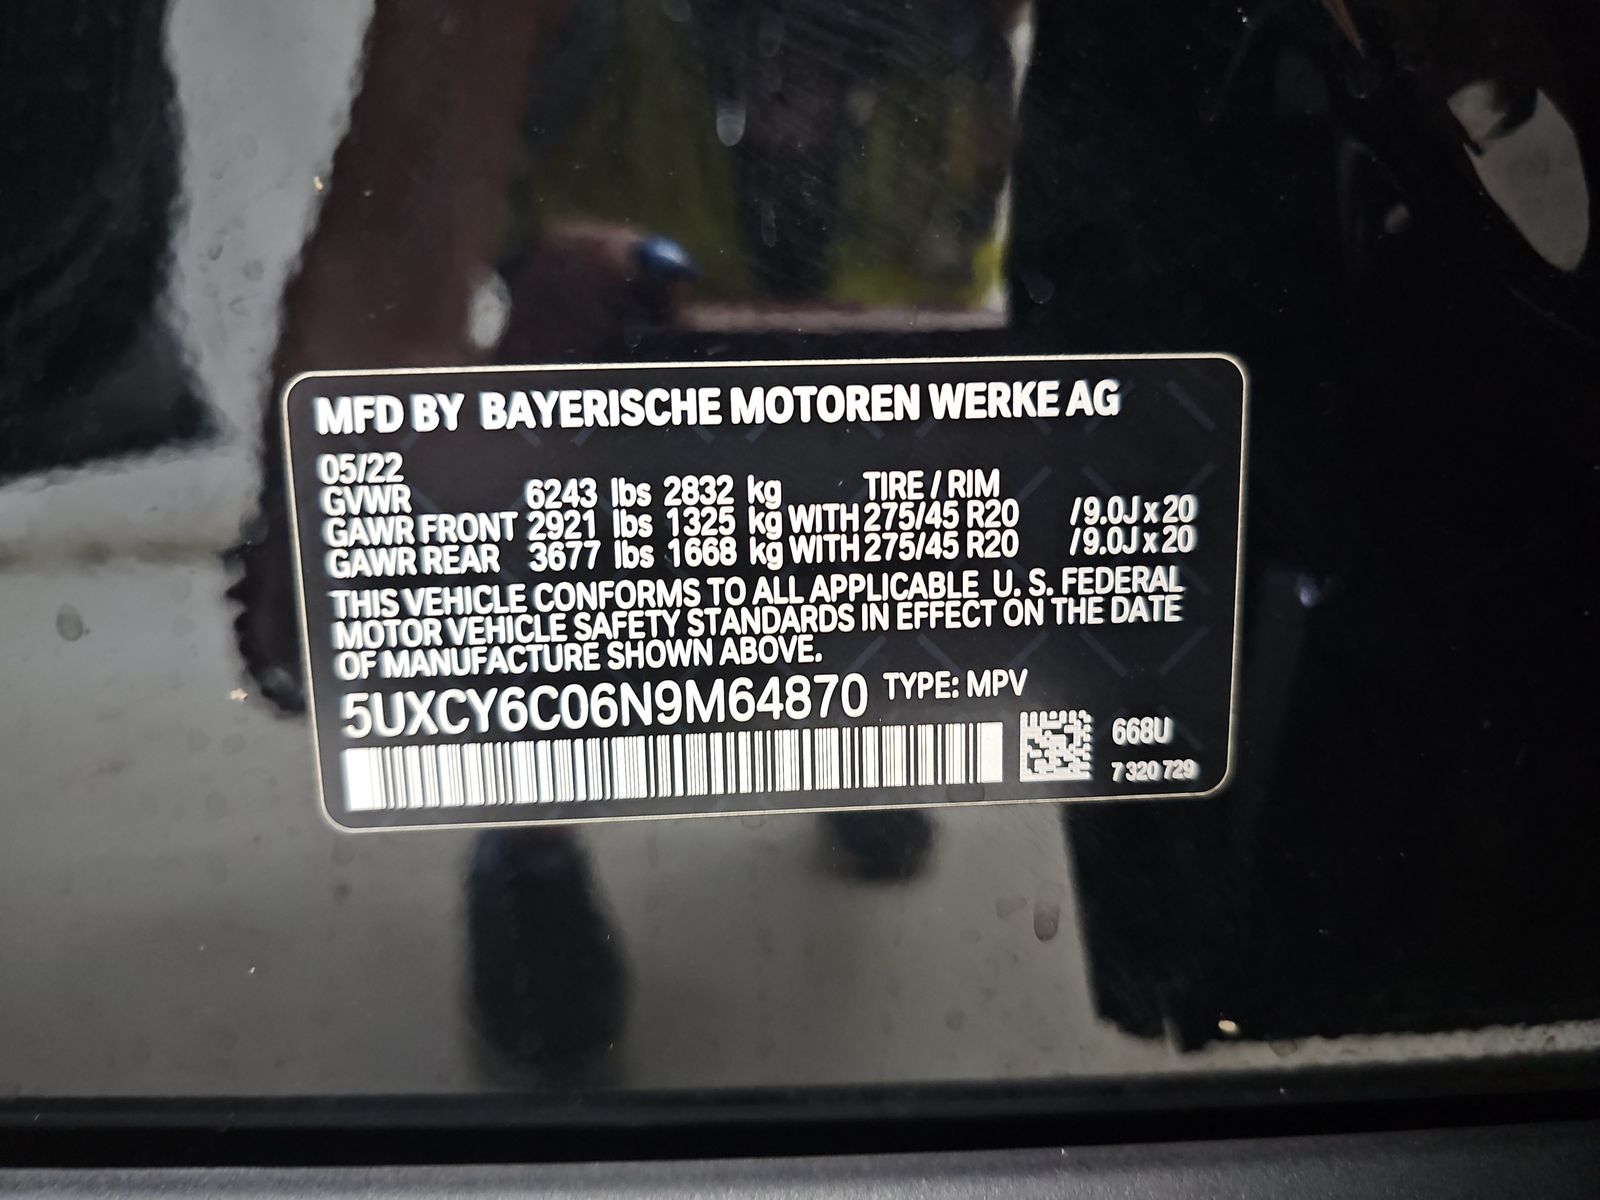 MFD BY BAYERISCHE MOTOREN WERKE AG
05/22
GVWR 6243 lbs 2832 kg TIRE / RIM
GAWR FRONT 2921 lbs 1325 kg WITH 275/45 R20 / 9.0J x 20
GAWR REAR 3677 lbs 1668 kg WITH 275/45 R20 / 9.0J x 20
THIS VEHICLE CONFORMS TO ALL APPLICABLE U. S. FEDERAL
MOTOR VEHICLE SAFETY STANDARDS IN EFFECT ON THE DATE
OF MANUFACTURE SHOWN ABOVE.
5UXCY6C06N9M64870 TYPE: MPV
668U
7 320 729